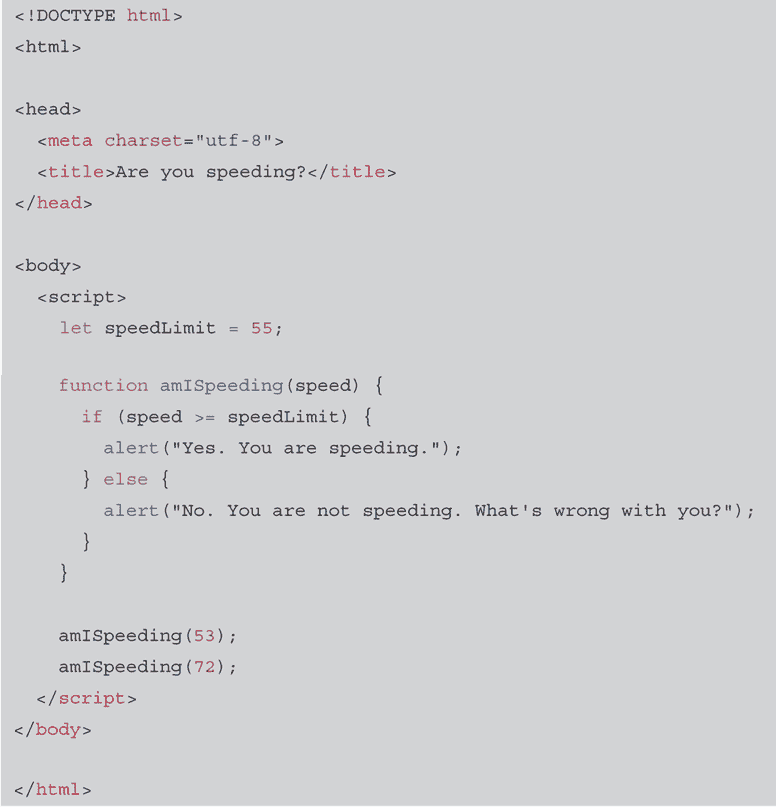 <!DOCTYPE html>
<html>

<head>
  <meta charset="utf-8">
  <title>Are you speeding?</title>
</head>

<body>
  <script>
    let speedLimit = 55;

    function amISpeeding(speed) {
      if (speed >= speedLimit) {
        alert("Yes. You are speeding.");
      } else {
        alert("No. You are not speeding. What's wrong with you?");
      }
    }

    amISpeeding(53);
    amISpeeding(72);
  </script>
</body>

</html>